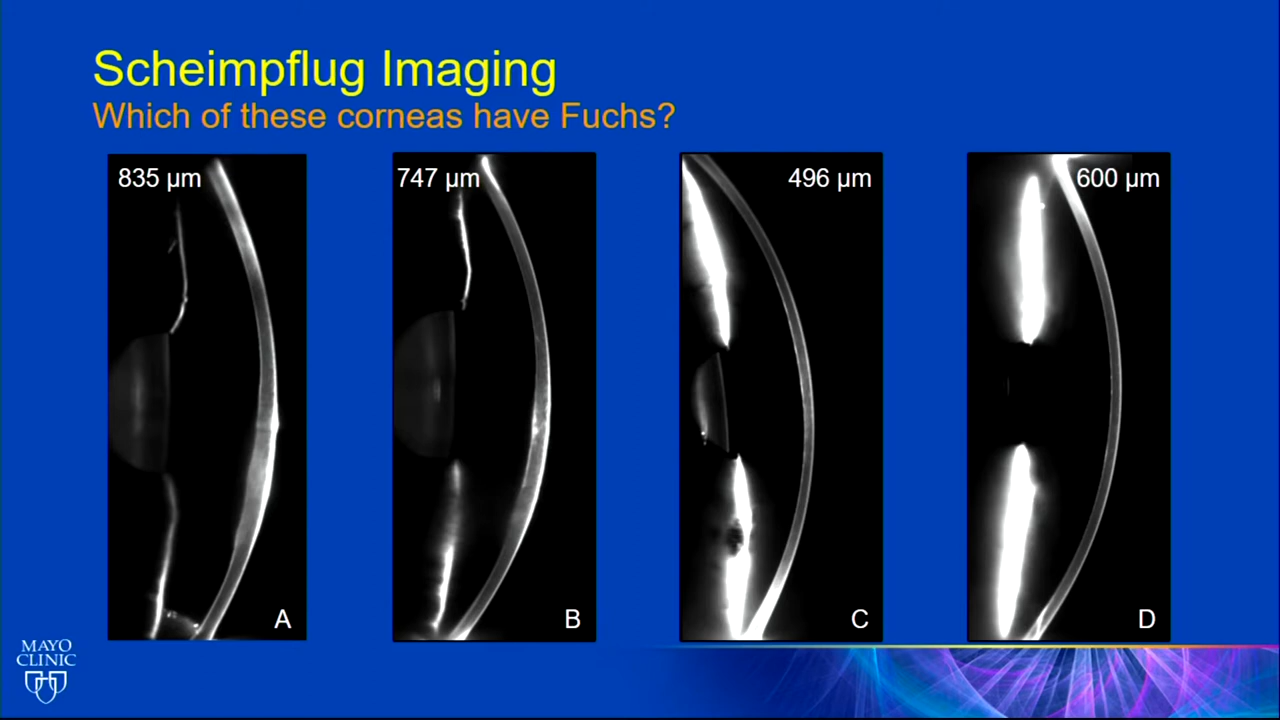 Scheimpflug Imaging
Which of these corneas have Fuchs?
835 µm
747 µm
496 µm
600 µm
A
B
C
D
MAYO
CLINIC